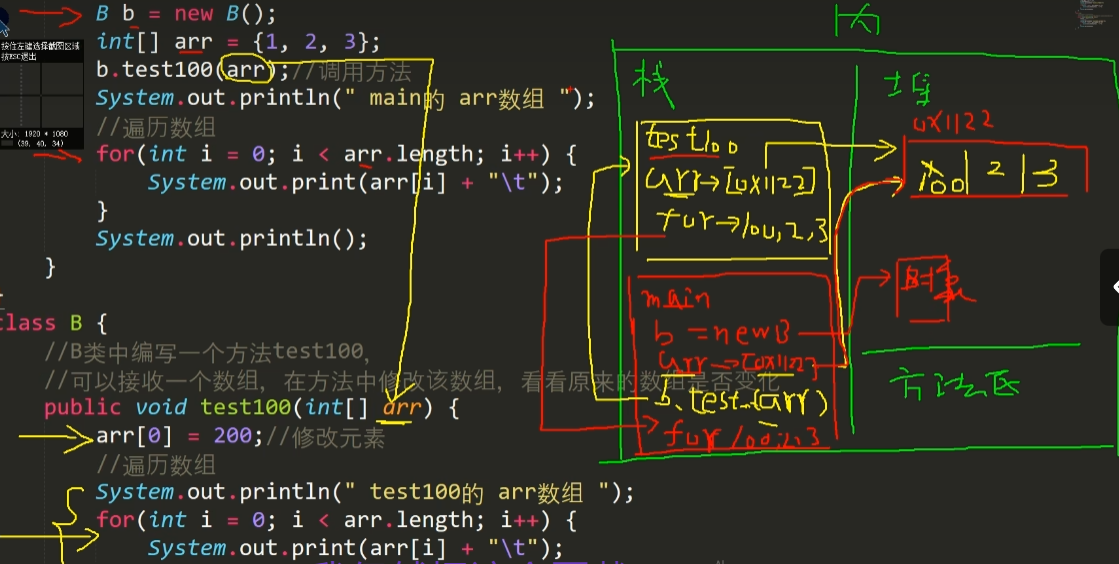 B b = new B();
int[] arr = {1, 2, 3};
b.test100(arr);//调用方法
System.out.println(" main的 arr数组 ");
//遍历数组
for(int i = 0; i < arr.length; i++) {
System.out.print(arr[i] + "\t");
}
System.out.println();
}
class B {
//B类中编写一个方法test100,
//可以接收一个数组, 在方法中修改该数组, 看看原来的数组是否变化
public void test100(int[] arr) {
arr[0] = 200;//修改元素
//遍历数组
System.out.println(" test100的 arr数组 ");
for(int i = 0; i < arr.length; i++) {
System.out.print(arr[i] + "\t");
按住左键选择截图区域
按ESC退出
大小: 1920 * 1080
(39, 40, 34)
栈
test100
arr→[0x1122]
for→100,2,3
main
b = new B
arr→[0x1122]
b.test(arr)
for 100,2,3
堆
0x1122
2 3
B对象
方法区